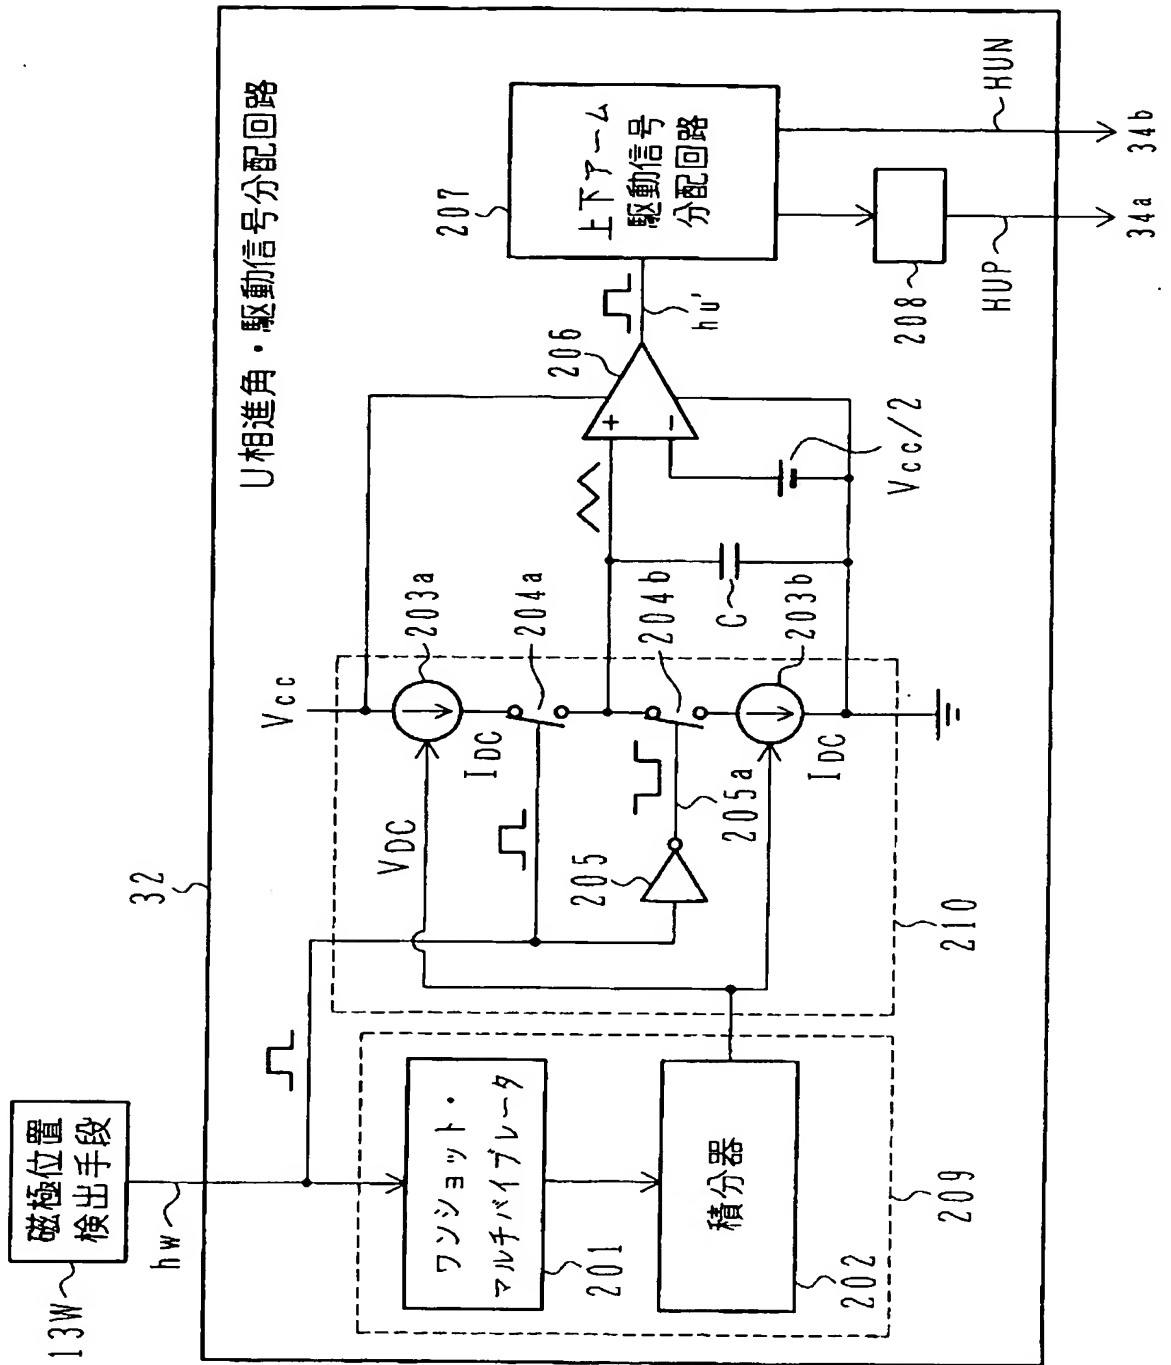 13W
磁極位置
検出手段
hw
32
U相進角・駆動信号分配回路
ワンショット・
マルチバイブレータ
201
積分器
202
209
VDC
Vcc
203a
IDC
204a
205
205a
204b
C
203b
IDC
210
206
Vcc/2
hu'
207
上下アーム
駆動信号
分配回路
208
HUP
HUN
34a
34b
+
−